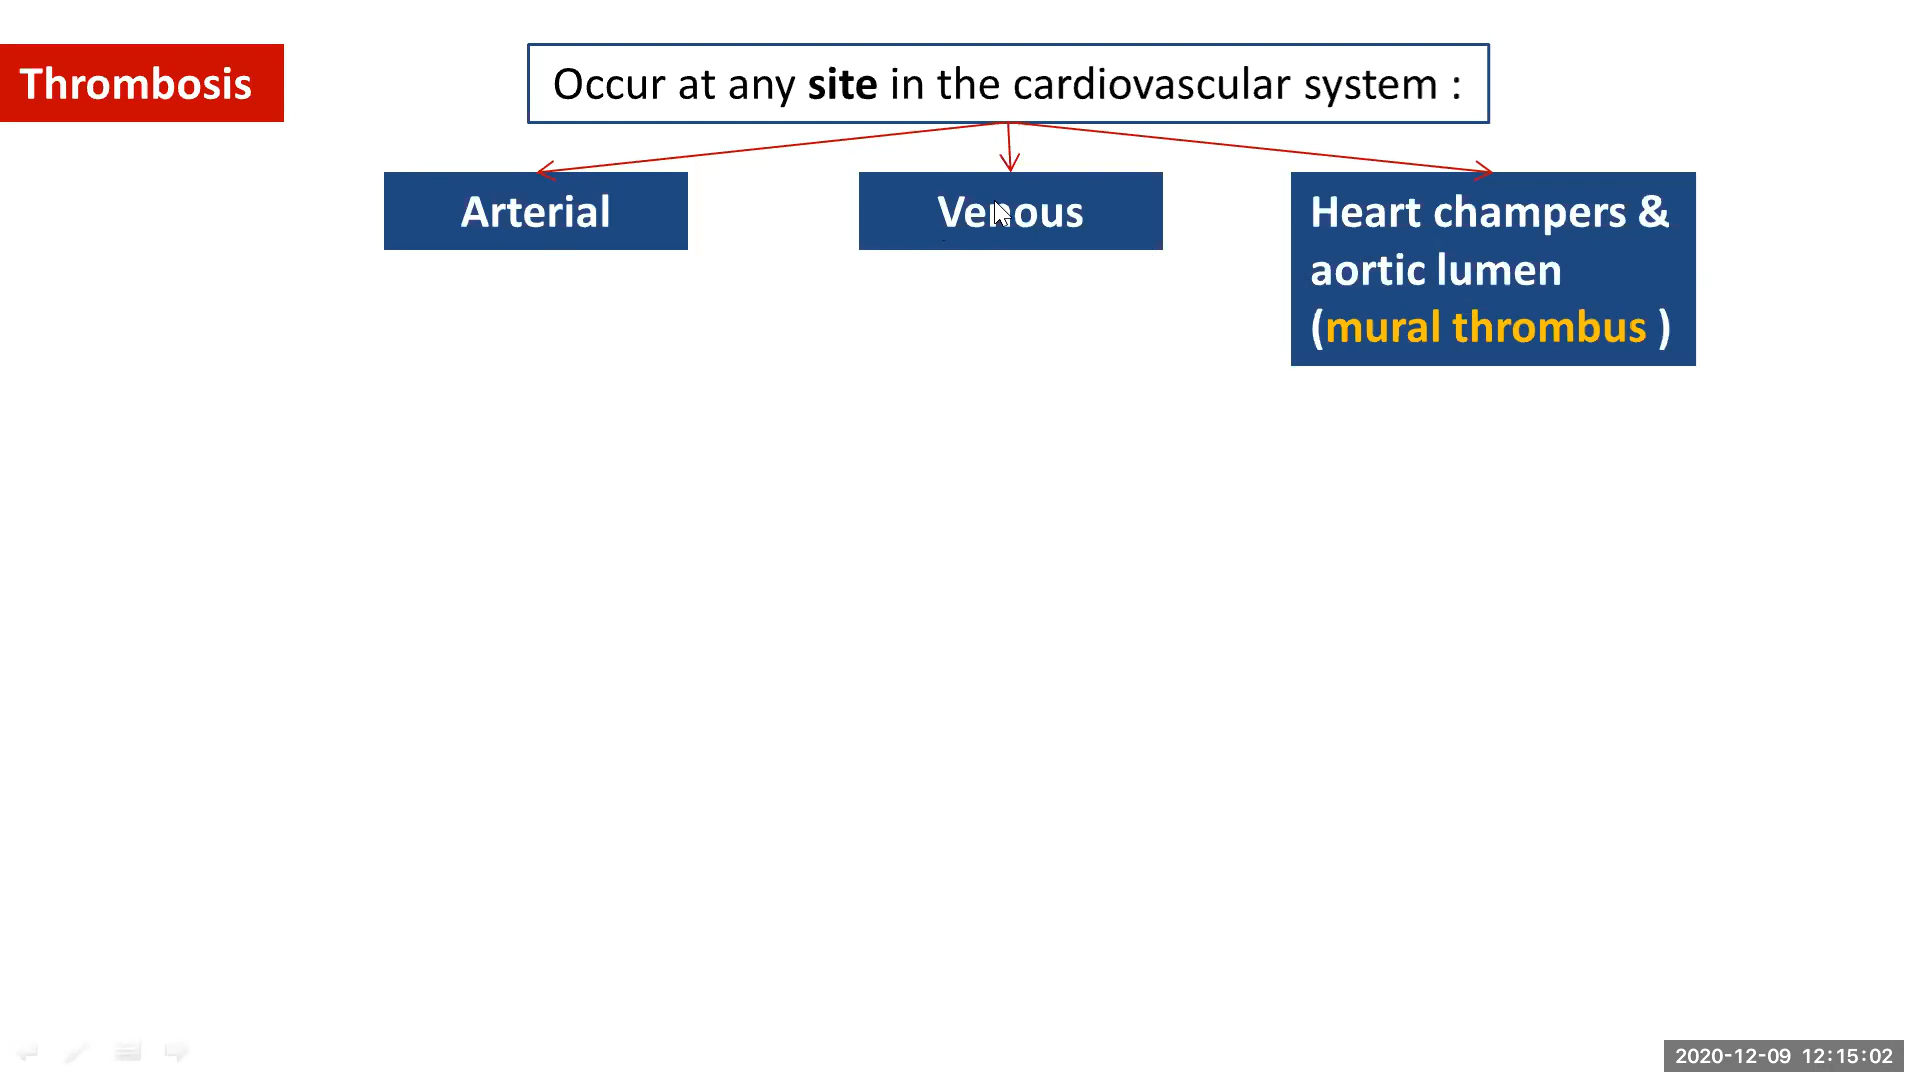 Thrombosis
Occur at any site in the cardiovascular system :
Arterial
Venous
Heart champers &
aortic lumen
(mural thrombus )
2020-12-09 12:15:02